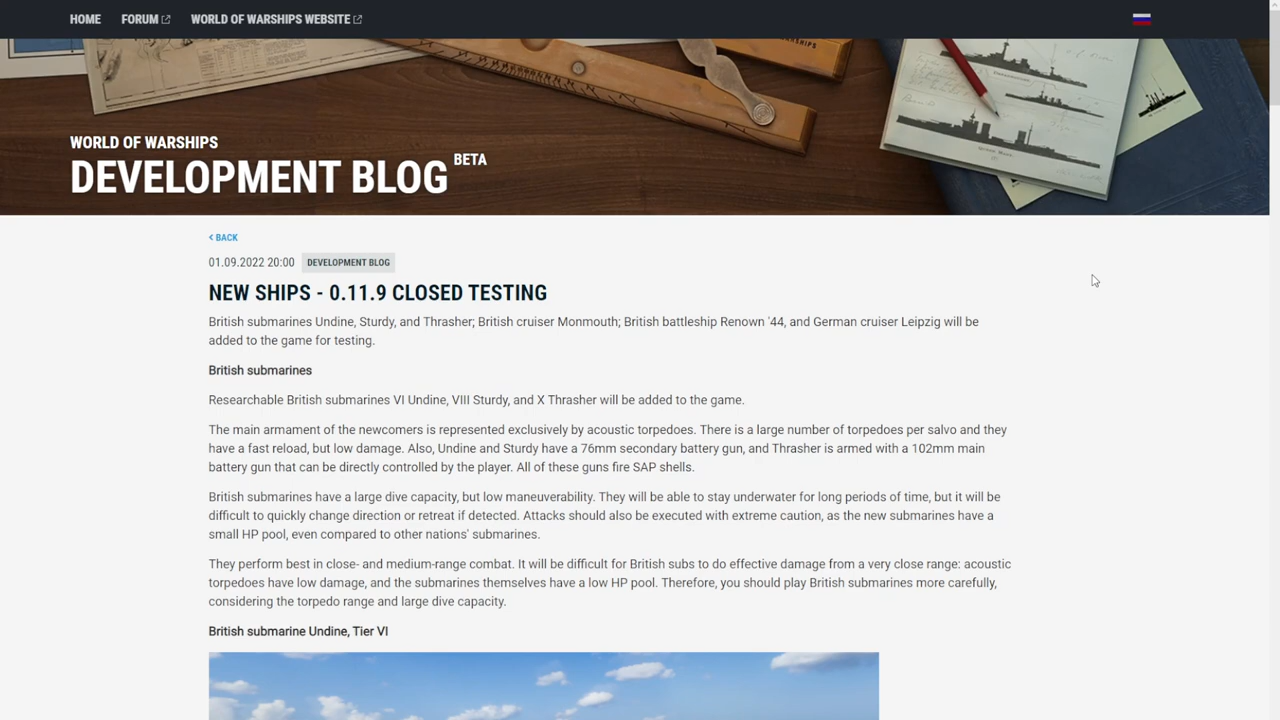 HOME FORUM WORLD OF WARSHIPS WEBSITE
WORLD OF WARSHIPS
DEVELOPMENT BLOG BETA
< BACK
01.09.2022 20:00 DEVELOPMENT BLOG
NEW SHIPS - 0.11.9 CLOSED TESTING
British submarines Undine, Sturdy, and Thrasher; British cruiser Monmouth; British battleship Renown '44, and German cruiser Leipzig will be
added to the game for testing.
British submarines
Researchable British submarines VI Undine, VIII Sturdy, and X Thrasher will be added to the game.
The main armament of the newcomers is represented exclusively by acoustic torpedoes. There is a large number of torpedoes per salvo and they
have a fast reload, but low damage. Also, Undine and Sturdy have a 76mm secondary battery gun, and Thrasher is armed with a 102mm main
battery gun that can be directly controlled by the player. All of these guns fire SAP shells.
British submarines have a large dive capacity, but low maneuverability. They will be able to stay underwater for long periods of time, but it will be
difficult to quickly change direction or retreat if detected. Attacks should also be executed with extreme caution, as the new submarines have a
small HP pool, even compared to other nations' submarines.
They perform best in close- and medium-range combat. It will be difficult for British subs to do effective damage from a very close range: acoustic
torpedoes have low damage, and the submarines themselves have a low HP pool. Therefore, you should play British submarines more carefully,
considering the torpedo range and large dive capacity.
British submarine Undine, Tier VI